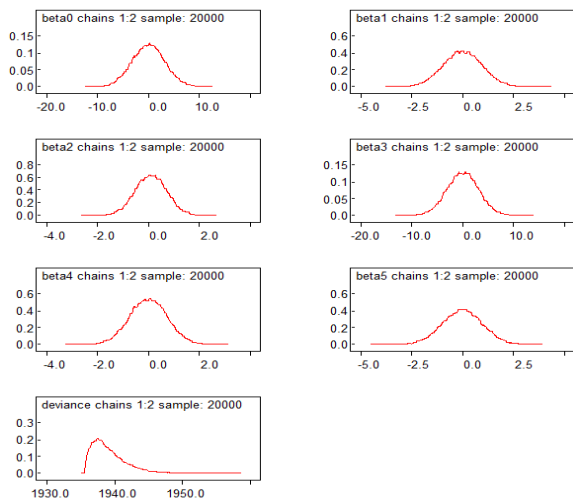 beta0 chains 1:2 sample: 20000
0.15
0.1
0.05
0.0
-20.0 -10.0 0.0 10.0
beta1 chains 1:2 sample: 20000
0.6
0.4
0.2
0.0
-5.0 -2.5 0.0 2.5
beta2 chains 1:2 sample: 20000
0.8
0.6
0.4
0.2
0.0
-4.0 -2.0 0.0 2.0
beta3 chains 1:2 sample: 20000
0.15
0.1
0.05
0.0
-20.0 -10.0 0.0 10.0
beta4 chains 1:2 sample: 20000
0.6
0.4
0.2
0.0
-4.0 -2.0 0.0 2.0
beta5 chains 1:2 sample: 20000
0.6
0.4
0.2
0.0
-5.0 -2.5 0.0 2.5
deviance chains 1:2 sample: 20000
0.3
0.2
0.1
0.0
1930.0 1940.0 1950.0